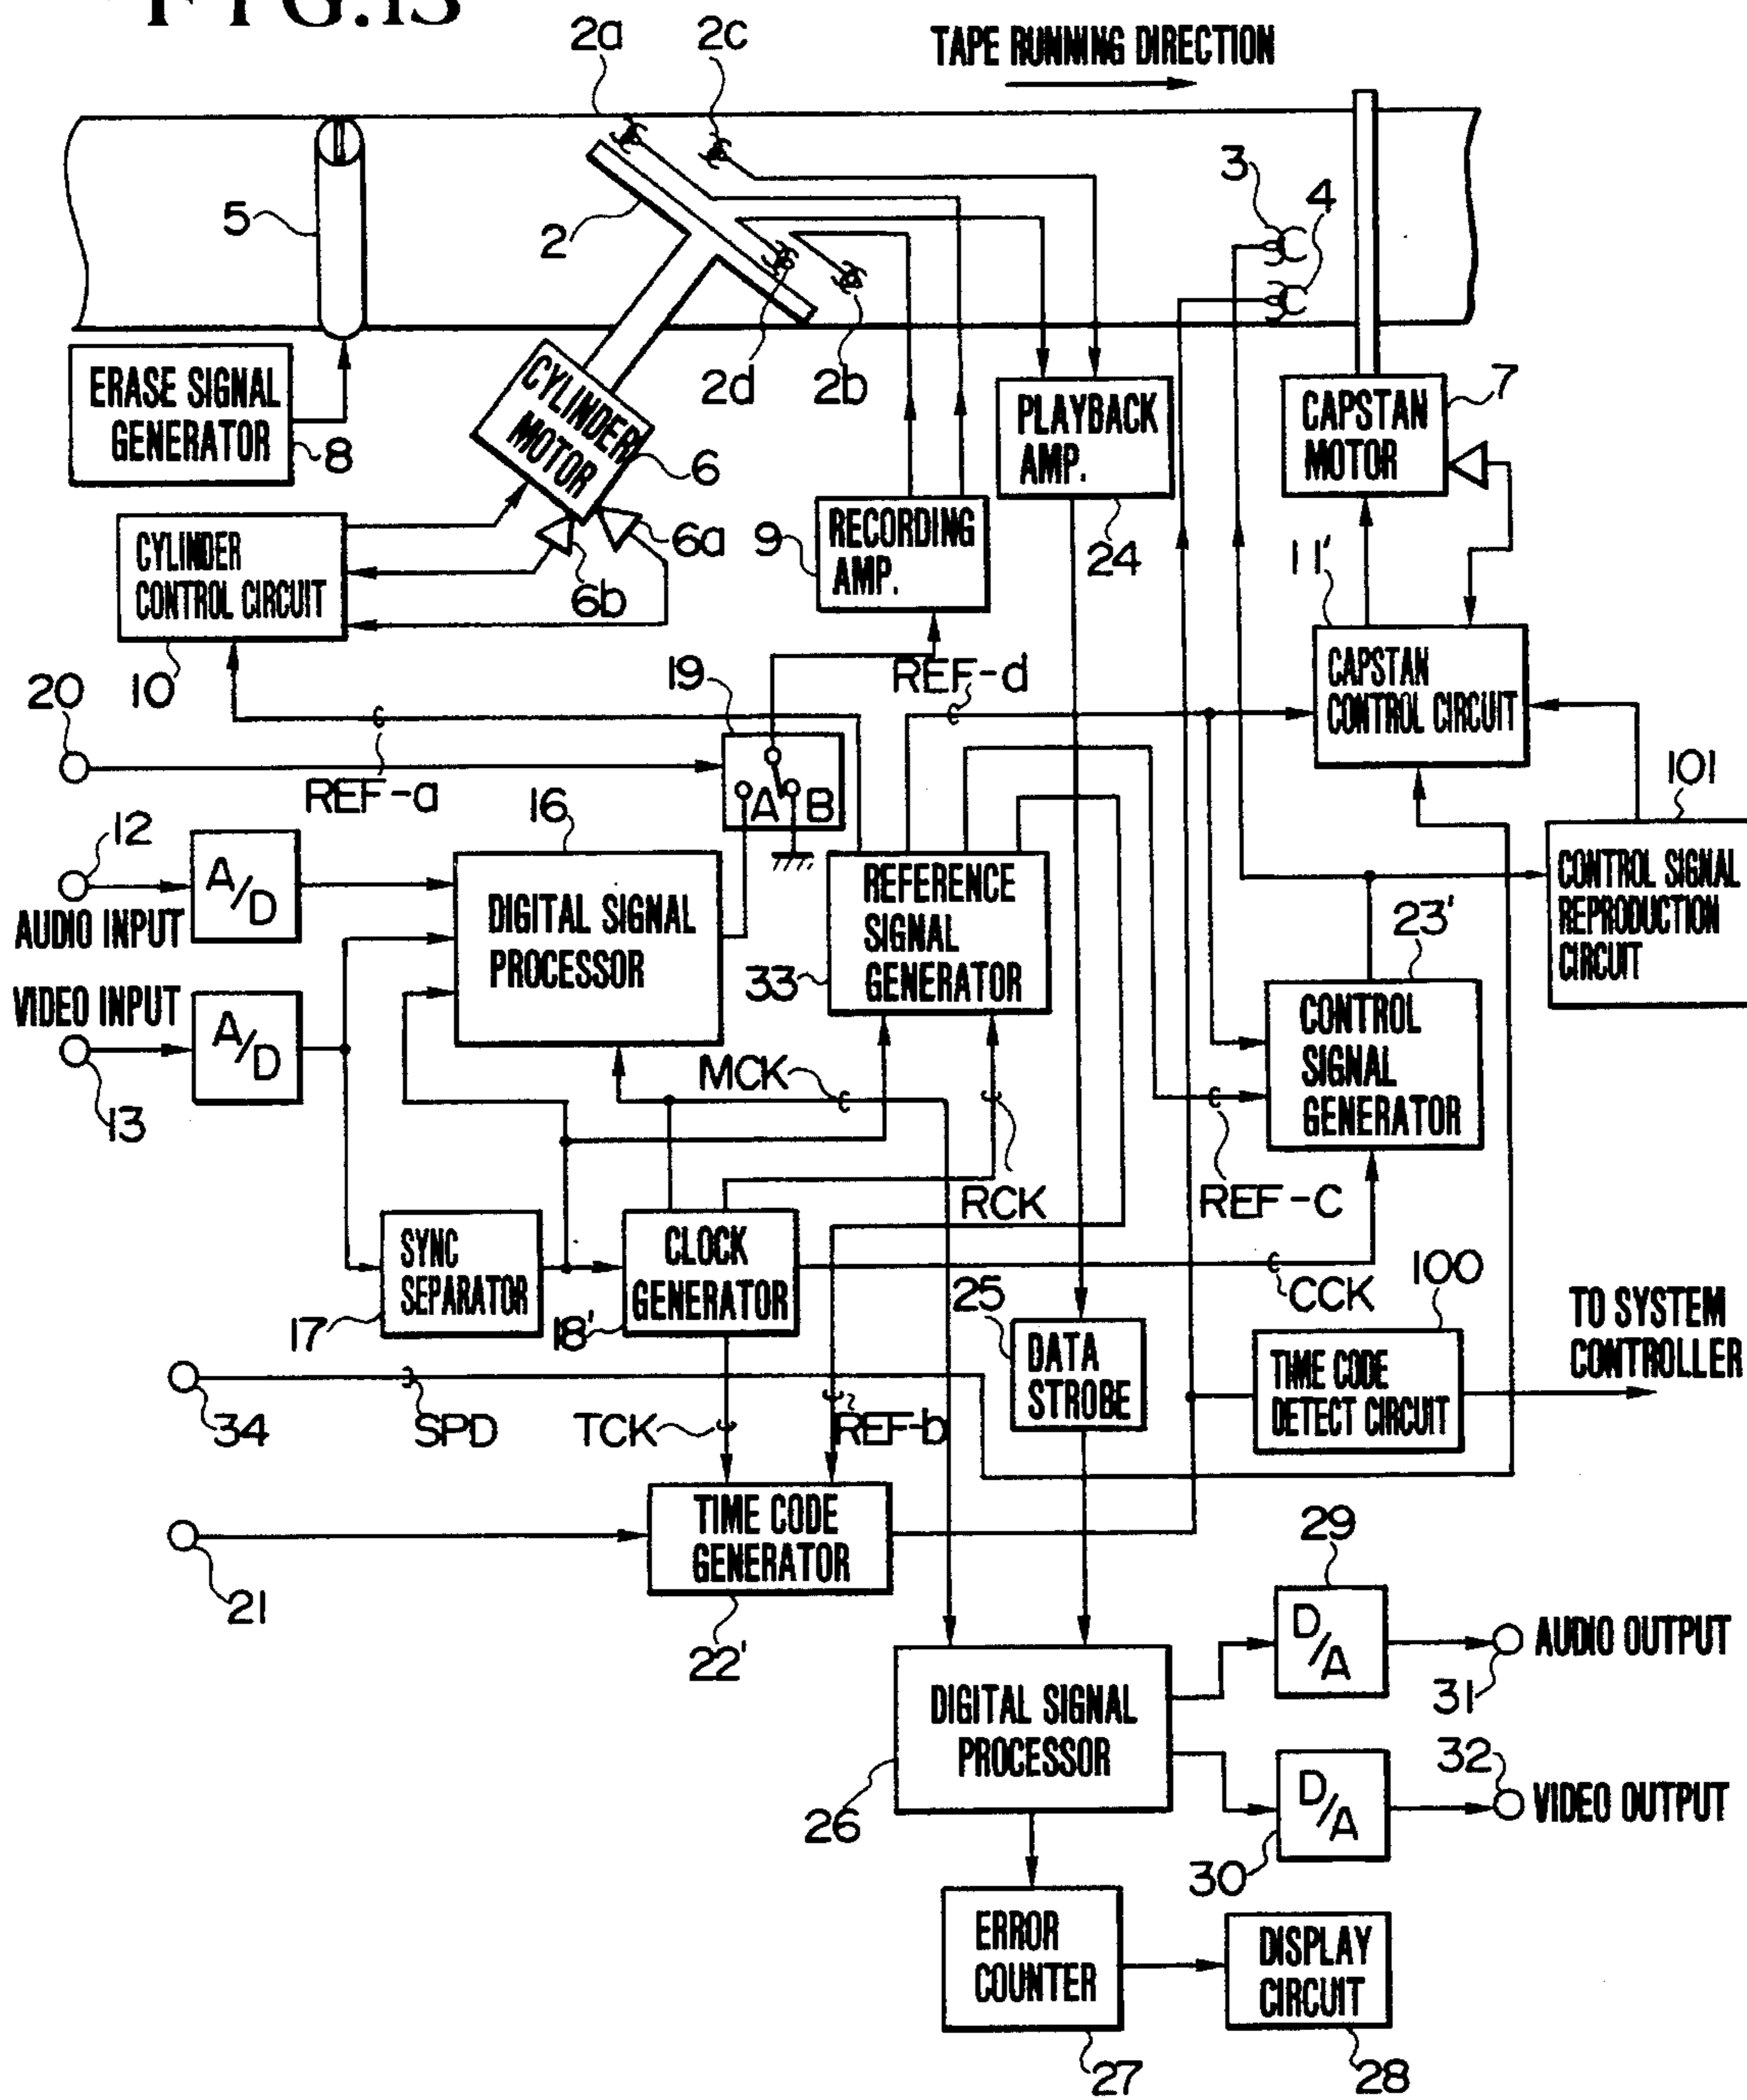 FIG.13
2a
2c
TAPE RUNNING DIRECTION
5
2
3
4
2d
2b
ERASE SIGNAL
GENERATOR
8
CYLINDER
MOTOR
6
PLAYBACK
AMP.
24
CAPSTAN
MOTOR
7
CYLINDER
CONTROL CIRCUIT
10
6a
6b
9
RECORDING
AMP.
11'
CAPSTAN
CONTROL CIRCUIT
20
19
REF-d
REF-a
A
B
101
12
A/D
AUDIO INPUT
16
DIGITAL SIGNAL
PROCESSOR
REFERENCE
SIGNAL
GENERATOR
33
CONTROL SIGNAL
REPRODUCTION
CIRCUIT
23'
VIDEO INPUT
A/D
13
MCK
CONTROL
SIGNAL
GENERATOR
RCK
REF-C
SYNC
SEPARATOR
17
CLOCK
GENERATOR
18'
CCK
100
25
DATA
STROBE
TIME CODE
DETECT CIRCUIT
TO SYSTEM
CONTROLLER
34
SPD
TCK
REF-b
TIME CODE
GENERATOR
21
22'
29
D/A
AUDIO OUTPUT
31
DIGITAL SIGNAL
PROCESSOR
26
32
D/A
VIDEO OUTPUT
30
ERROR
COUNTER
27
DISPLAY
CIRCUIT
28